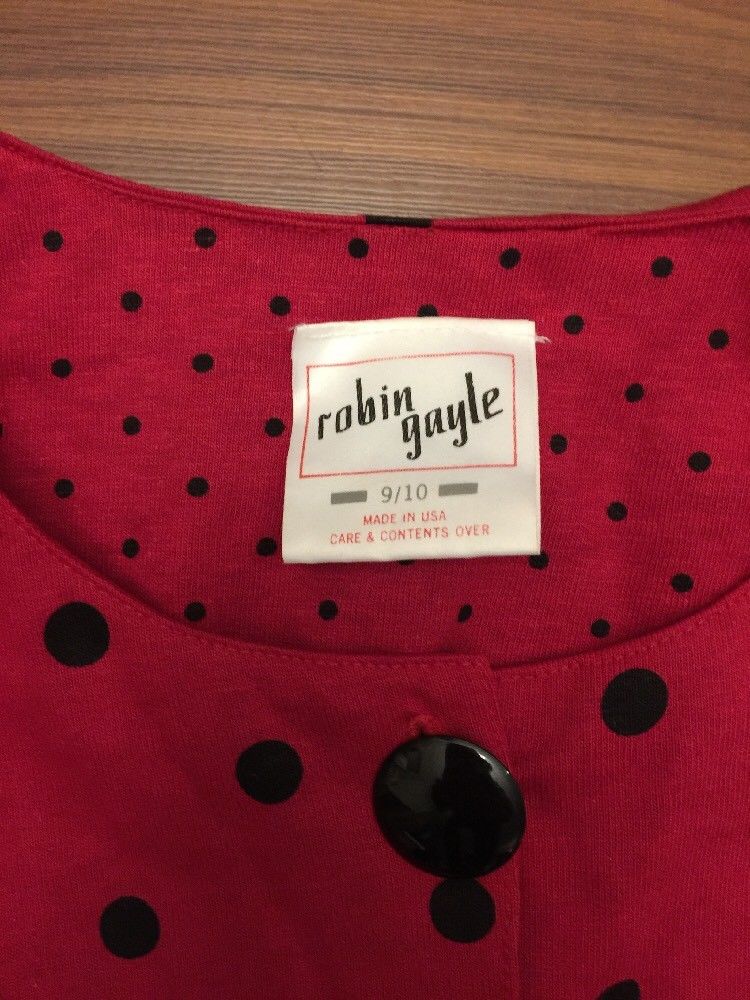 robin
gayle
9/10
MADE IN USA
CARE & CONTENTS OVER